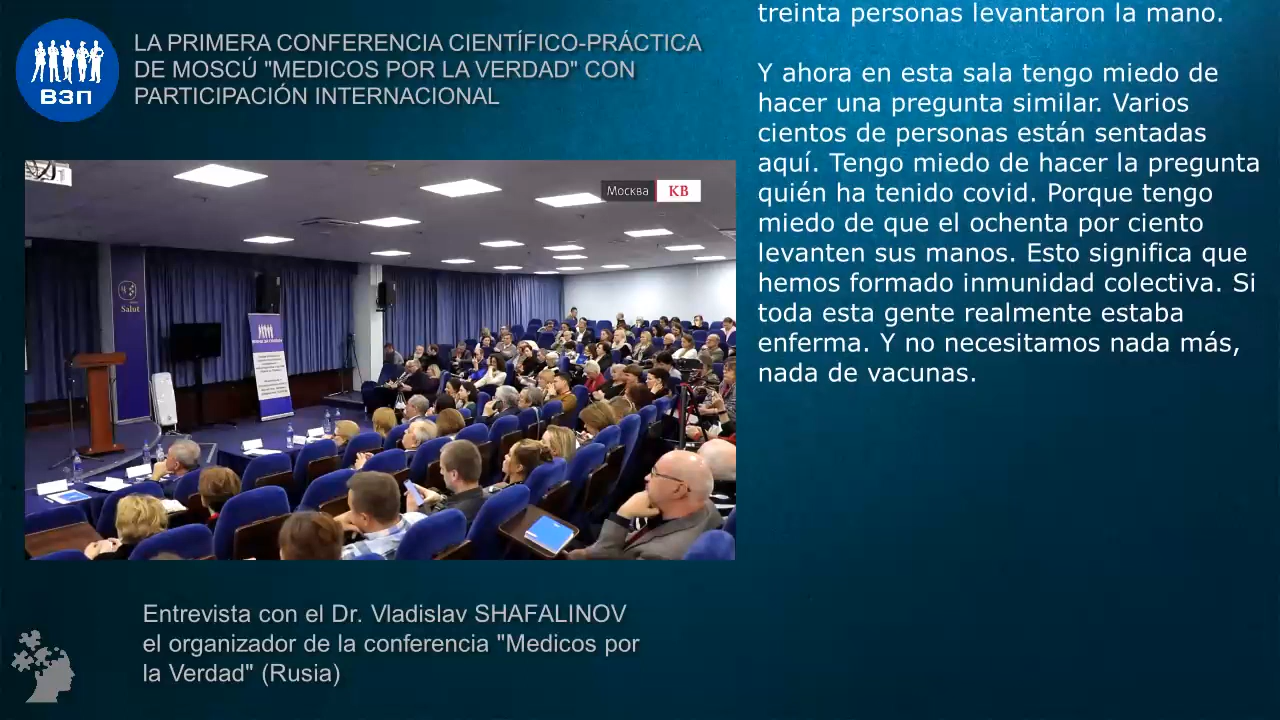 LA PRIMERA CONFERENCIA CIENTÍFICO-PRÁCTICA
DE MOSCÚ "MEDICOS POR LA VERDAD" CON
PARTICIPACIÓN INTERNACIONAL
ВЗП
Москва КВ
Salut
treinta personas levantaron la mano.
Y ahora en esta sala tengo miedo de
hacer una pregunta similar. Varios
cientos de personas están sentadas
aquí. Tengo miedo de hacer la pregunta
quién ha tenido covid. Porque tengo
miedo de que el ochenta por ciento
levanten sus manos. Esto significa que
hemos formado inmunidad colectiva. Si
toda esta gente realmente estaba
enferma. Y no necesitamos nada más,
nada de vacunas.
Entrevista con el Dr. Vladislav SHAFALINOV
el organizador de la conferencia "Medicos por
la Verdad" (Rusia)